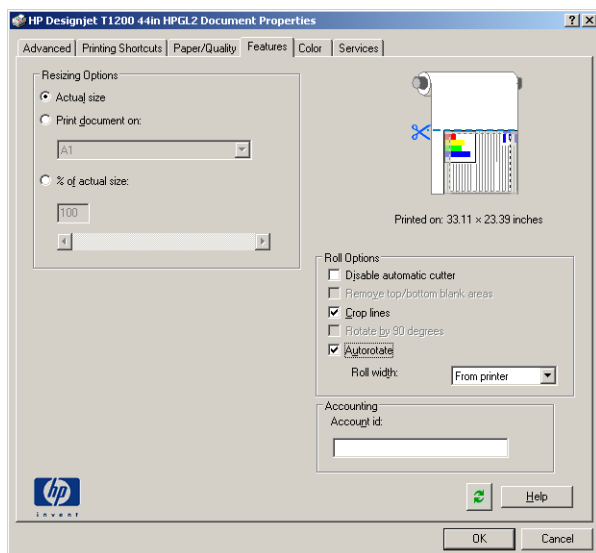 HP Designjet T1200 44in HPGL2 Document Properties
Advanced Printing Shortcuts Paper/Quality Features Color Services
Resizing Options
Actual size
Print document on:
A1
% of actual size:
100
Printed on: 33.11 × 23.39 inches
Roll Options
Disable automatic cutter
Remove top/bottom blank areas
Crop lines
Rotate by 90 degrees
Autorotate
Roll width: From printer
Accounting
Account id:
hp
invent
Help
OK Cancel